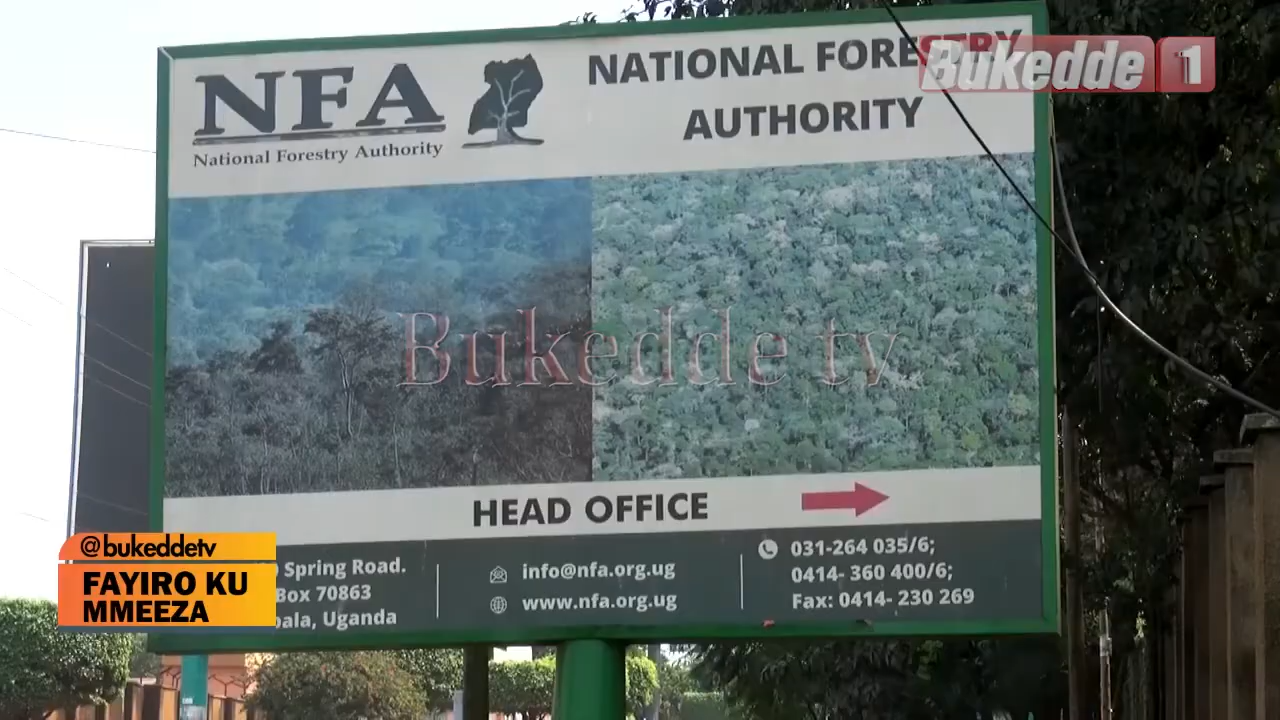 NFA
National Forestry Authority
NATIONAL FORESTRY
AUTHORITY
Bukedde 1
Bukedde tv
HEAD OFFICE
@bukeddetv
FAYIRO KU
MMEEZA
Spring Road.
Box 70863
Uganda
info@nfa.org.ug
www.nfa.org.ug
031-264 035/6;
0414- 360 400/6;
Fax: 0414- 230 269